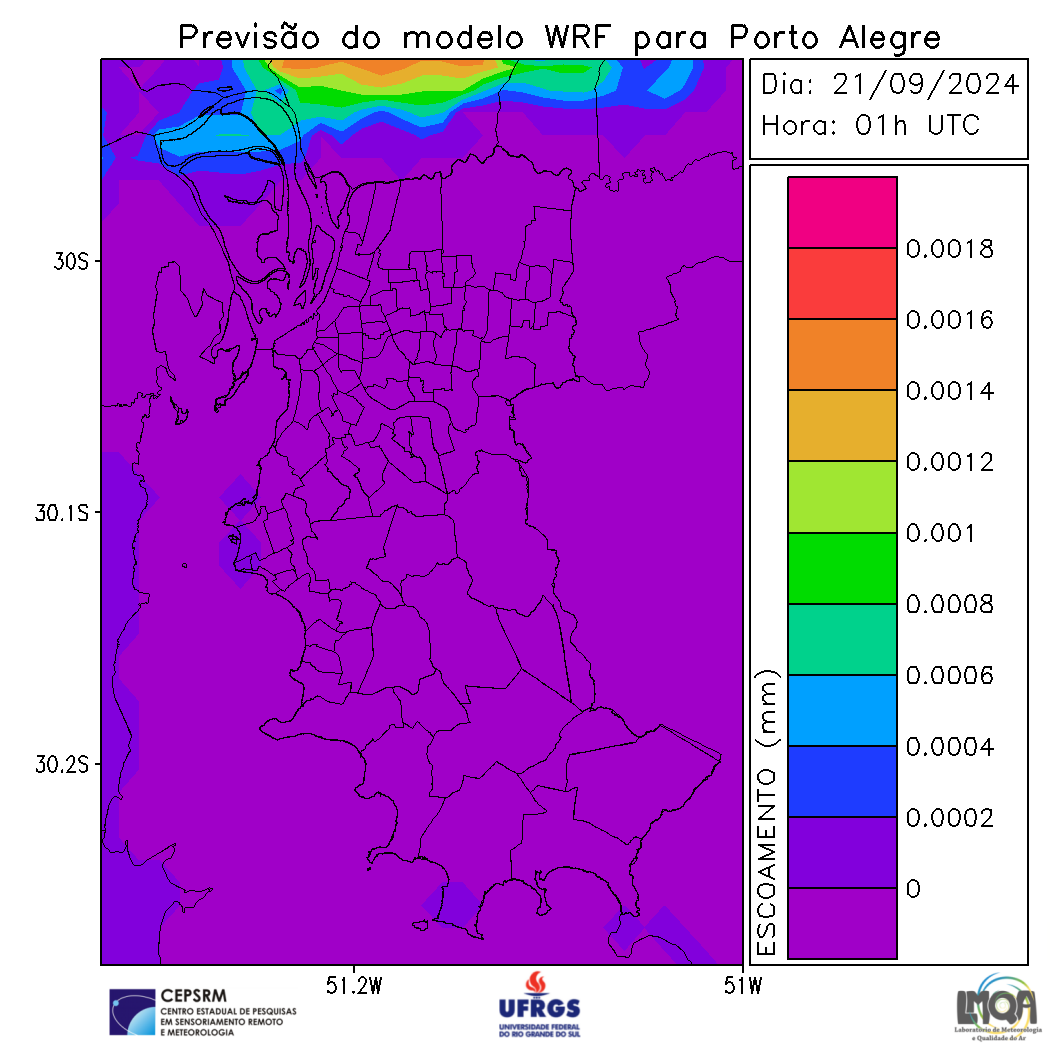 Previsão do modelo WRF para Porto Alegre
Dia: 21/09/2024
Hora: 01h UTC
30S
30.1S
30.2S
51.2W
51W
ESCOAMENTO (mm)
0.0018
0.0016
0.0014
0.0012
0.001
0.0008
0.0006
0.0004
0.0002
0
CEPSRM
CENTRO ESTADUAL DE PESQUISAS
EM SENSORIAMENTO REMOTO
E METEOROLOGIA
UFRGS
UNIVERSIDADE FEDERAL
DO RIO GRANDE DO SUL
LMQA
Laboratório de Meteorologia
e Qualidade do Ar